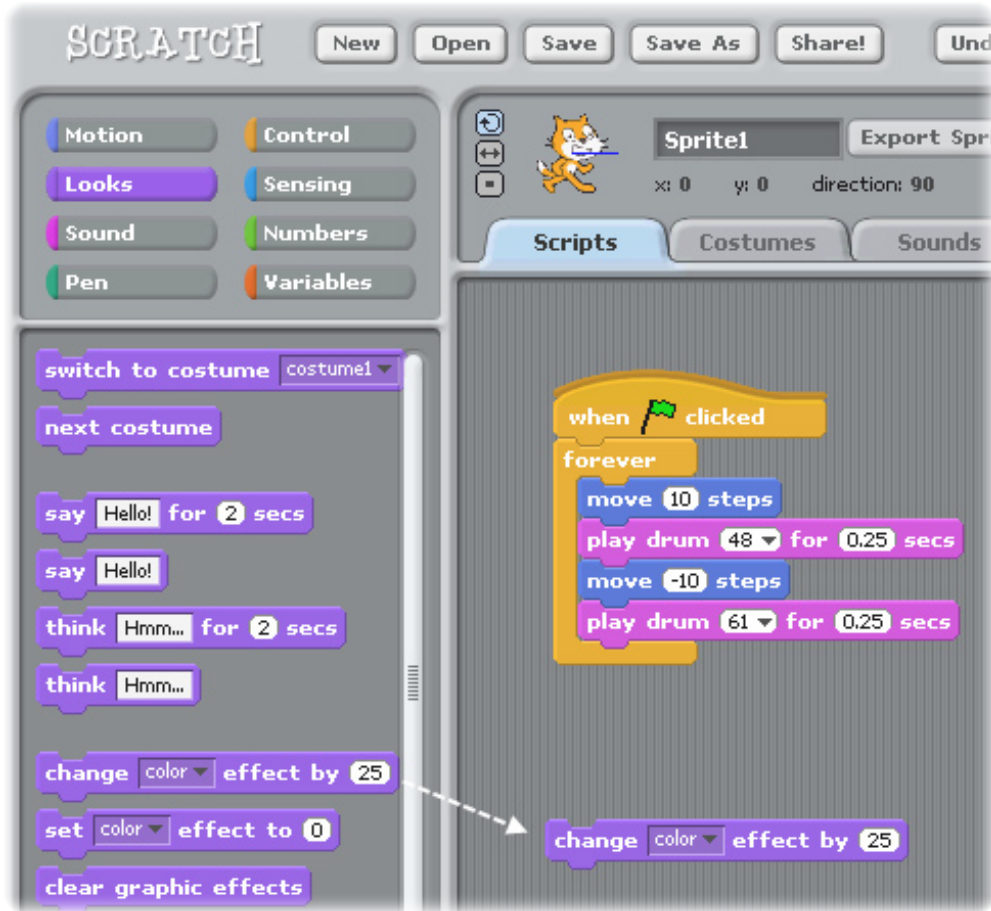 SCRATCH New Open Save Save As Share!
Motion Control
Looks Sensing
Sound Numbers
Pen Variables
Sprite1
x: 0 y: 0 direction: 90
Scripts Costumes Sounds
switch to costume costume1
next costume
say Hello! for 2 secs
say Hello!
think Hmm... for 2 secs
think Hmm...
change color effect by 25
set color effect to 0
clear graphic effects
when clicked
forever
move 10 steps
play drum 48 for 0.25 secs
move -10 steps
play drum 61 for 0.25 secs
change color effect by 25